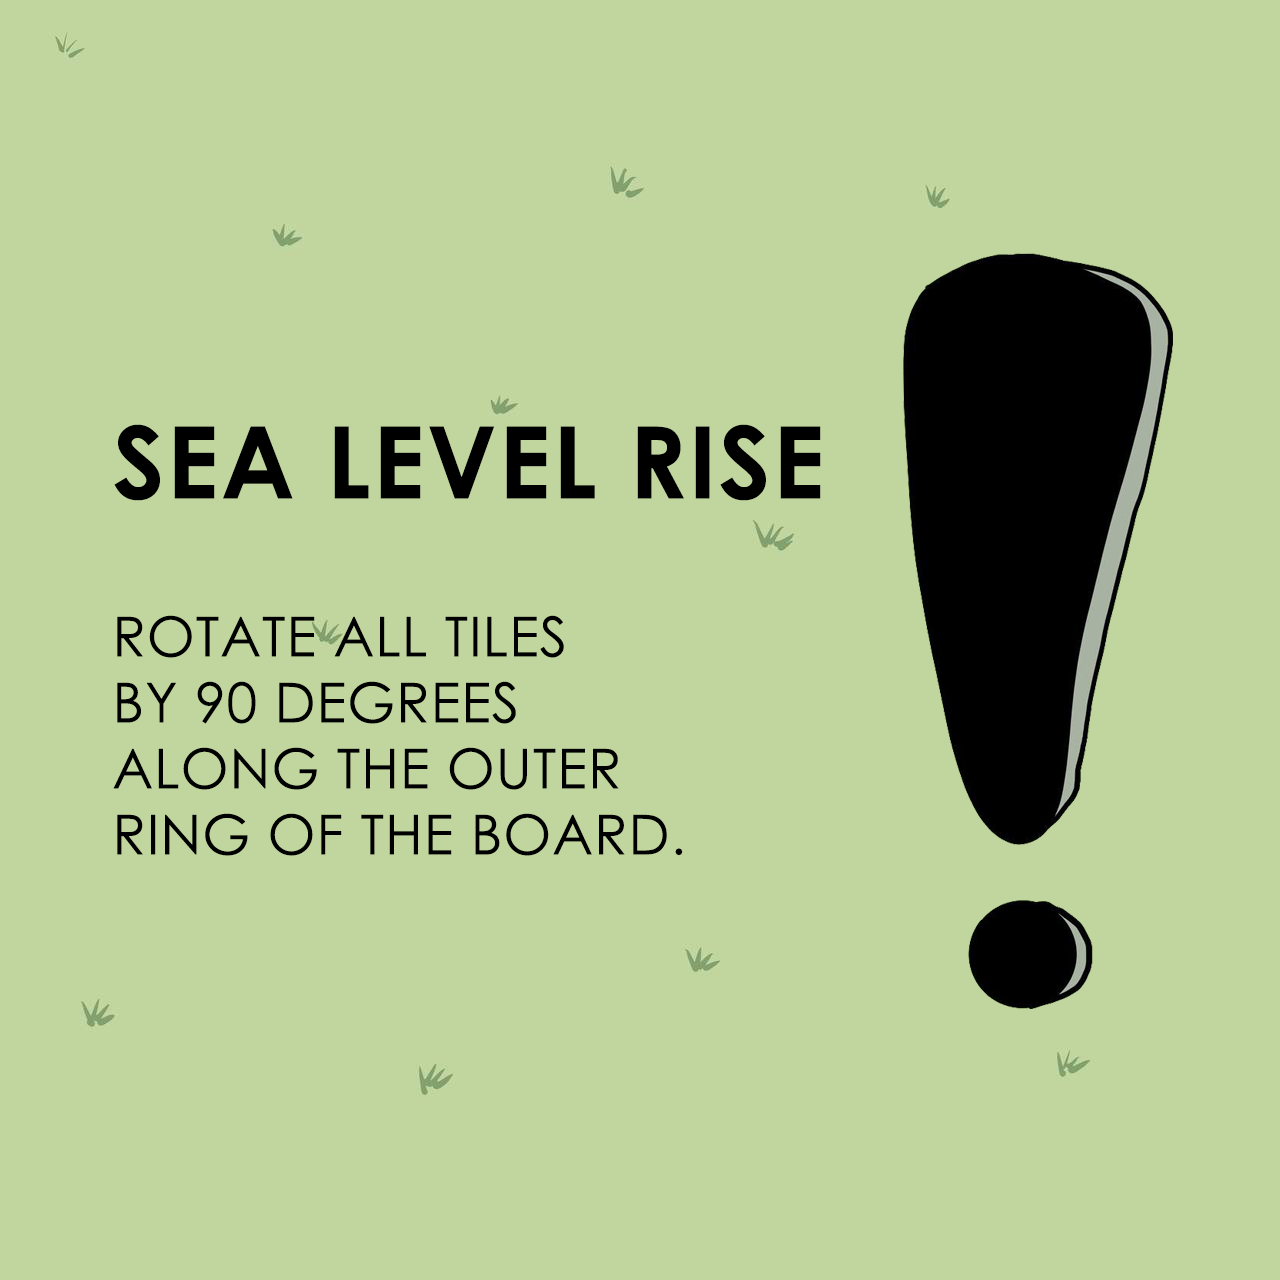 SEA LEVEL RISE
ROTATE ALL TILES
BY 90 DEGREES
ALONG THE OUTER
RING OF THE BOARD.